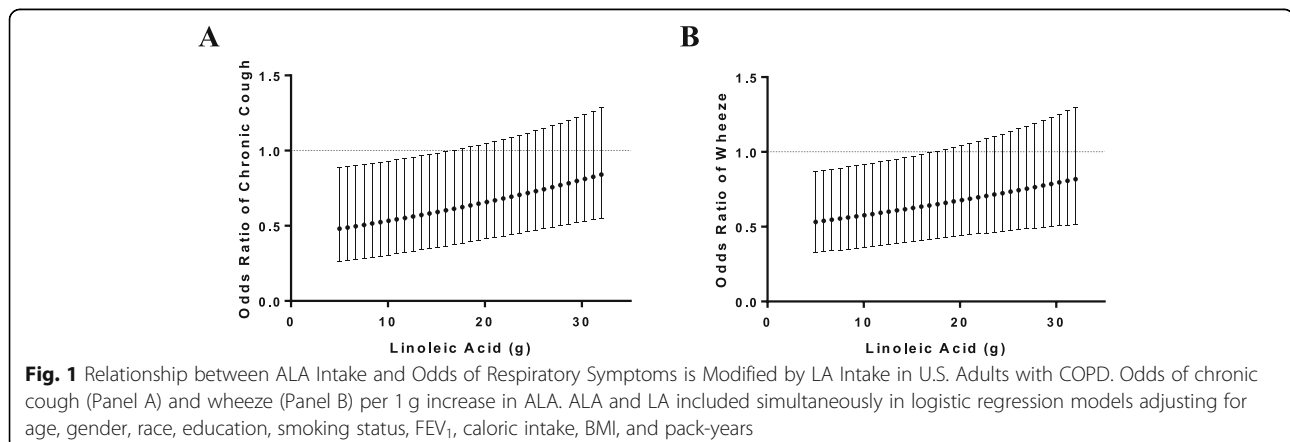 A
B
Odds Ratio of Chronic Cough
1.5
1.0
0.5
0.0
0
10
20
30
Linoleic Acid (g)
Odds Ratio of Wheeze
1.5
1.0
0.5
0.0
0
10
20
30
Linoleic Acid (g)
Fig. 1 Relationship between ALA Intake and Odds of Respiratory Symptoms is Modified by LA Intake in U.S. Adults with COPD. Odds of chronic
cough (Panel A) and wheeze (Panel B) per 1 g increase in ALA. ALA and LA included simultaneously in logistic regression models adjusting for
age, gender, race, education, smoking status, FEV₁, caloric intake, BMI, and pack-years